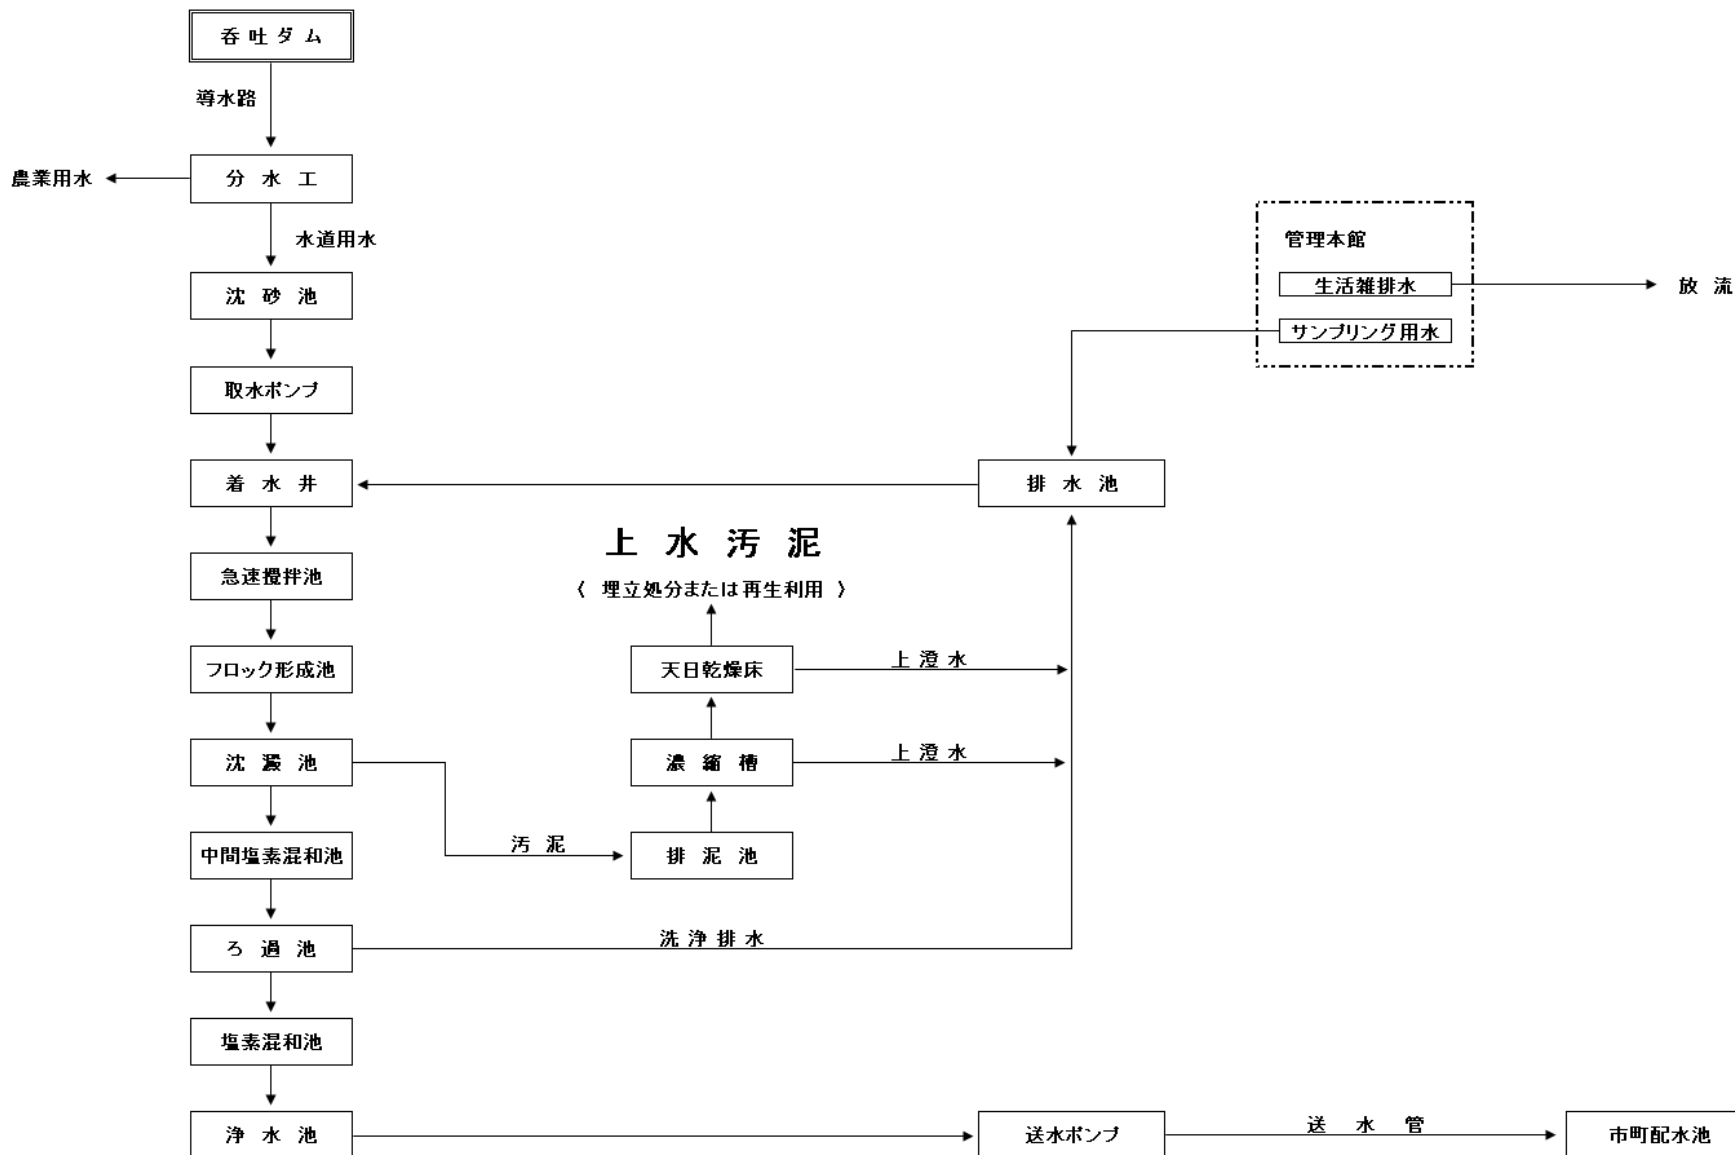 呑吐ダム
導水路
農業用水
分水工
水道用水
管理本館
沈砂池
生活雑排水
放流
サンプリング用水
取水ポンプ
着水井
排水池
上水汚泥
〈 埋立処分または再生利用 〉
急速攪拌池
フロック形成池
天日乾燥床
上澄水
沈澱池
濃縮槽
上澄水
汚泥
中間塩素混和池
排泥池
ろ過池
洗浄排水
塩素混和池
浄水池
送水ポンプ
送水管
市町配水池